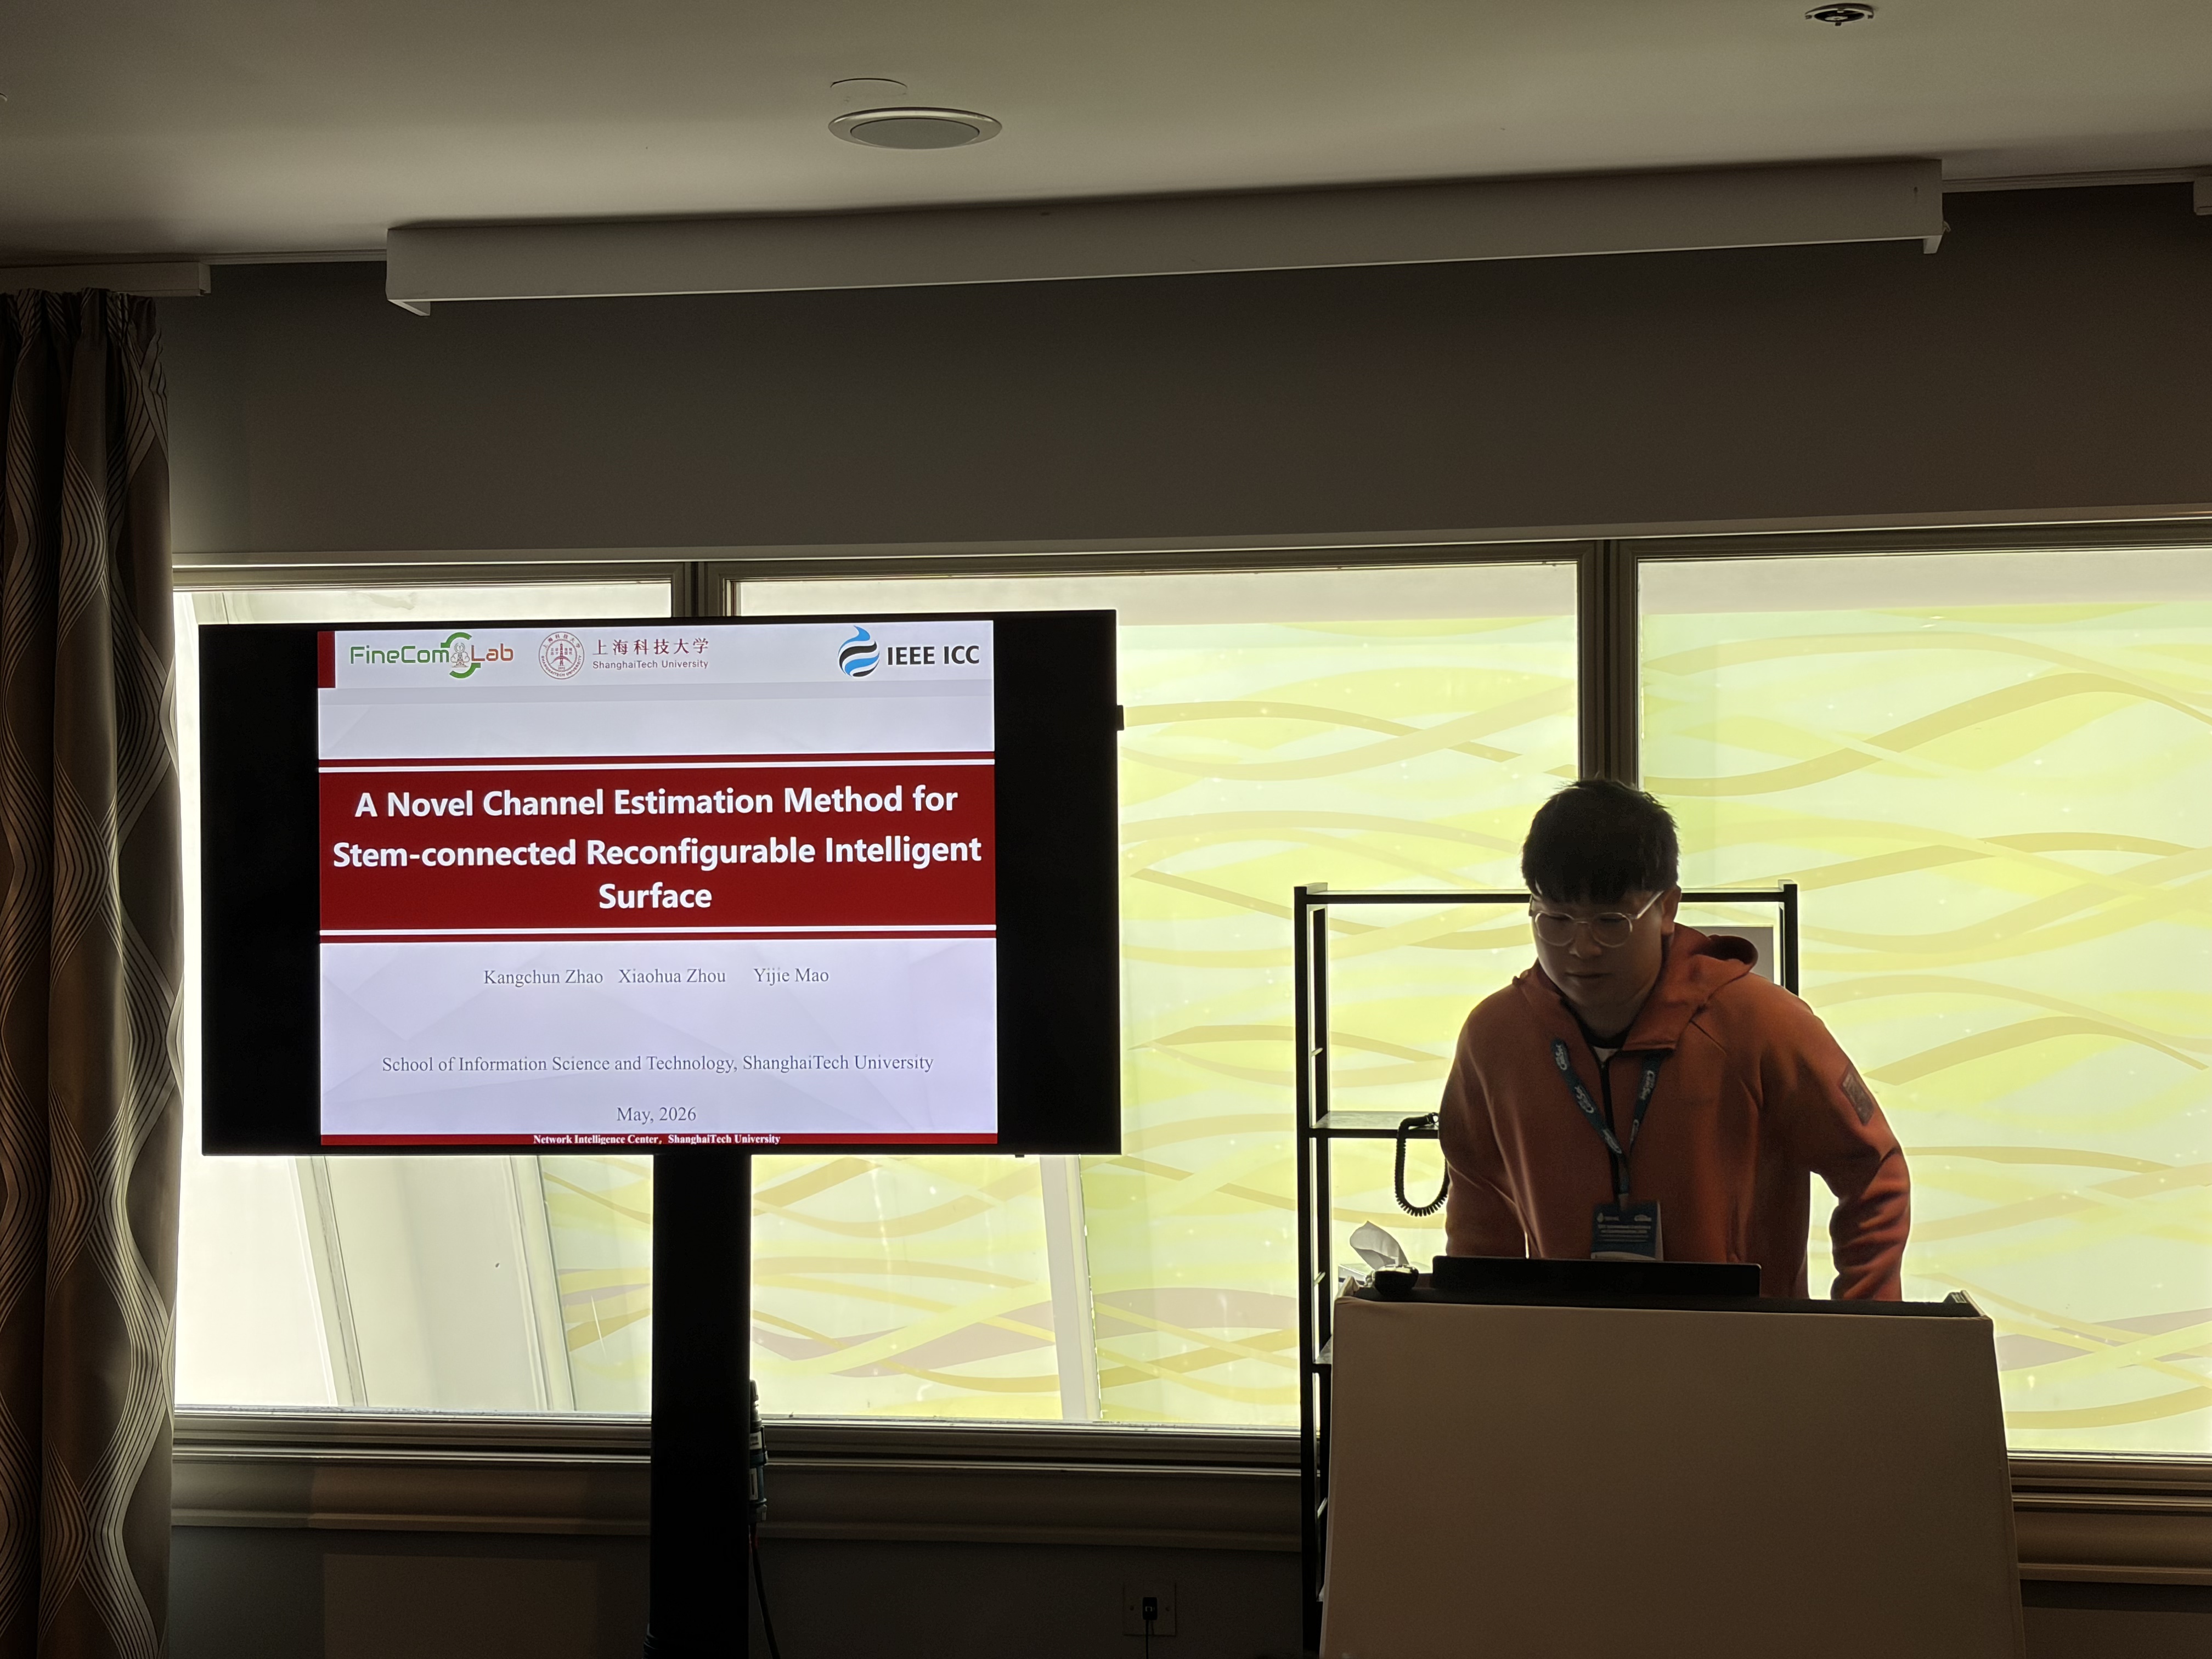 FineCom Lab
上海科技大学
ShanghaiTech University
IEEE ICC
A Novel Channel Estimation Method for
Stem-connected Reconfigurable Intelligent
Surface
Kangchun Zhao Xiaohua Zhou Yijie Mao
School of Information Science and Technology, ShanghaiTech University
May, 2026
Network Intelligence Center, ShanghaiTech University